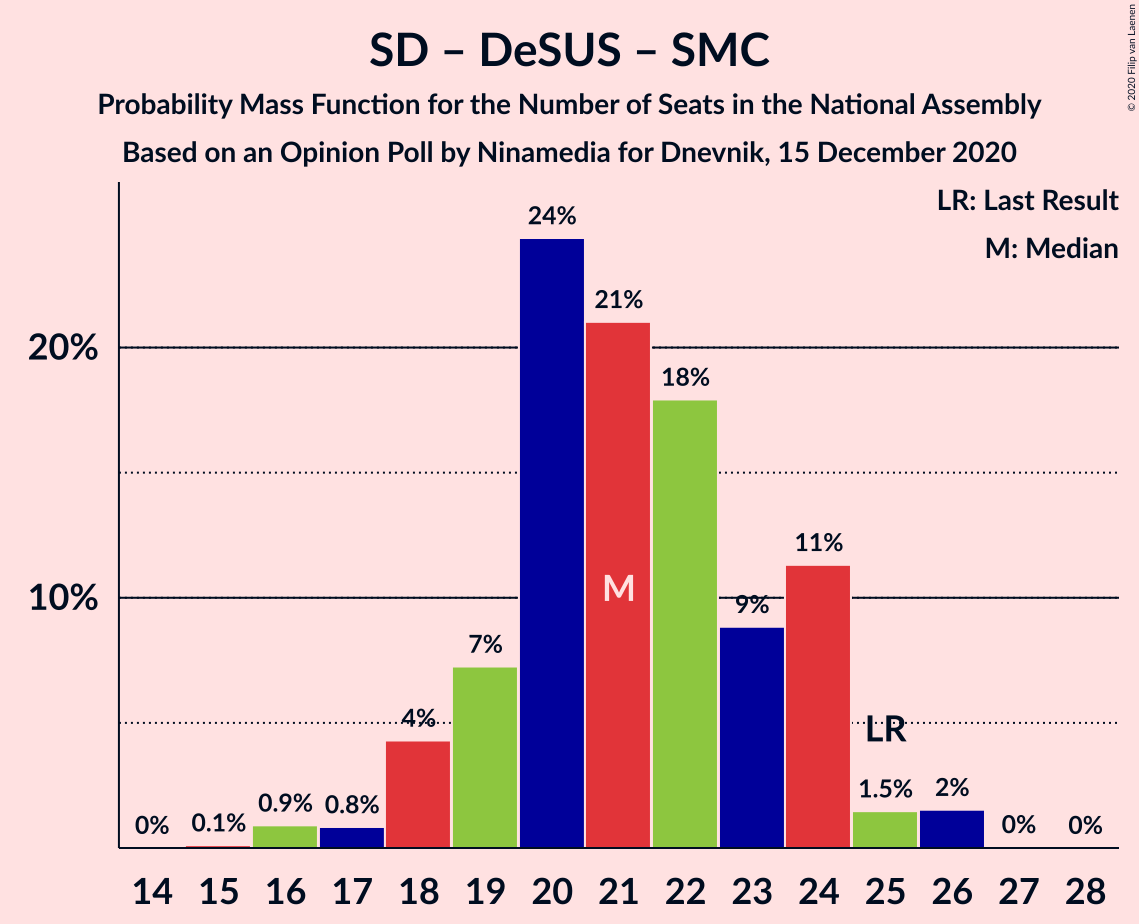 SD – DeSUS – SMC
Probability Mass Function for the Number of Seats in the National Assembly
Based on an Opinion Poll by Ninamedia for Dnevnik, 15 December 2020
© 2020 Filip van Laenen
LR: Last Result
M: Median
24%
21%
20%
18%
11%
10%
M
9%
7%
4%
LR
0%
0.1%
0.9%
0.8%
1.5%
2%
0%
0%
14 15 16 17 18 19 20 21 22 23 24 25 26 27 28